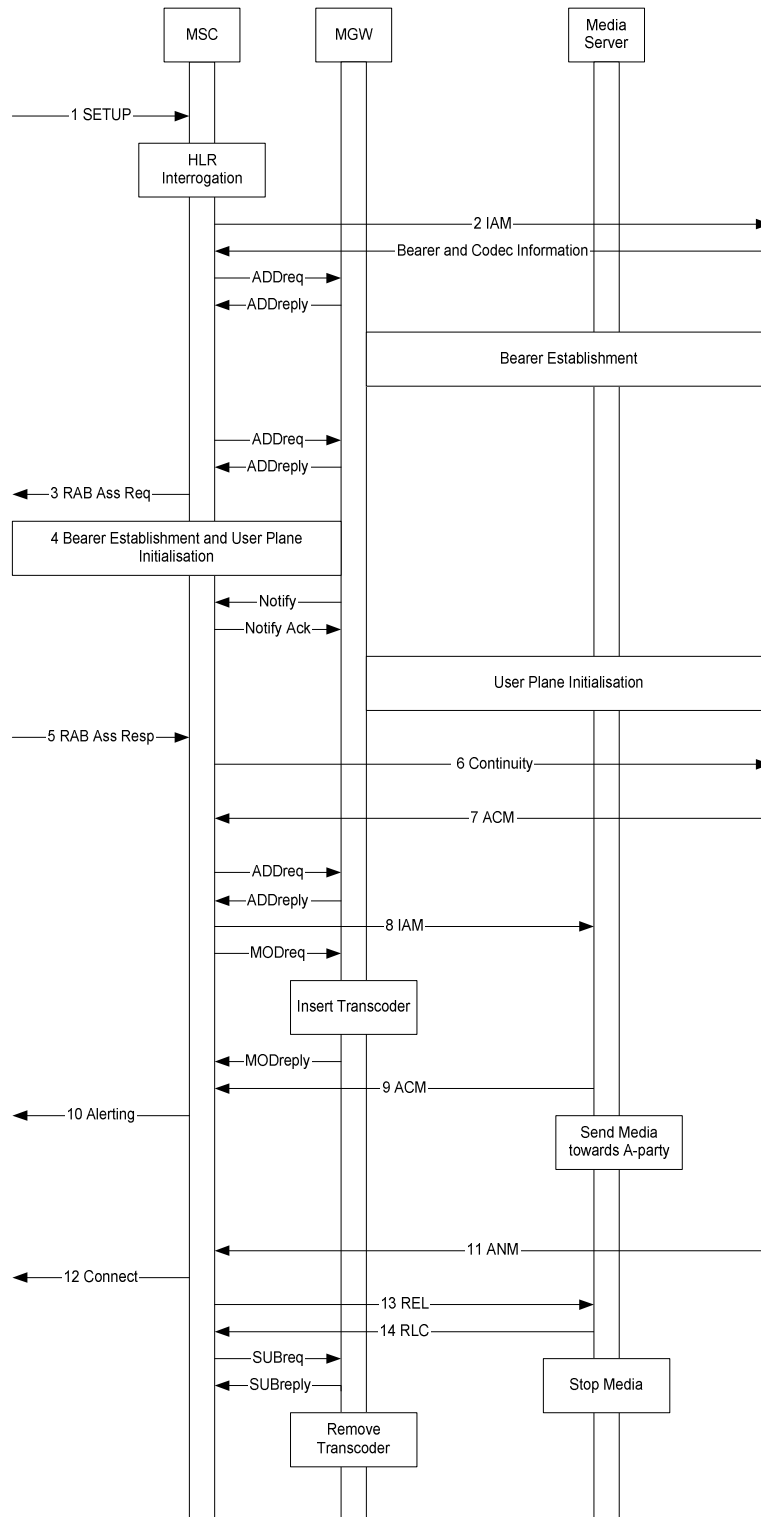 MSC
MGW
Media
Server
1 SETUP
HLR
Interrogation
2 IAM
Bearer and Codec Information
ADDreq
ADDreply
Bearer Establishment
ADDreq
ADDreply
3 RAB Ass Req
4 Bearer Establishment and User Plane
Initialisation
Notify
Notify Ack
User Plane Initialisation
5 RAB Ass Resp
6 Continuity
7 ACM
ADDreq
ADDreply
8 IAM
MODreq
Insert Transcoder
MODreply
9 ACM
10 Alerting
Send Media
towards A-party
11 ANM
12 Connect
13 REL
14 RLC
SUBreq
SUBreply
Stop Media
Remove
Transcoder